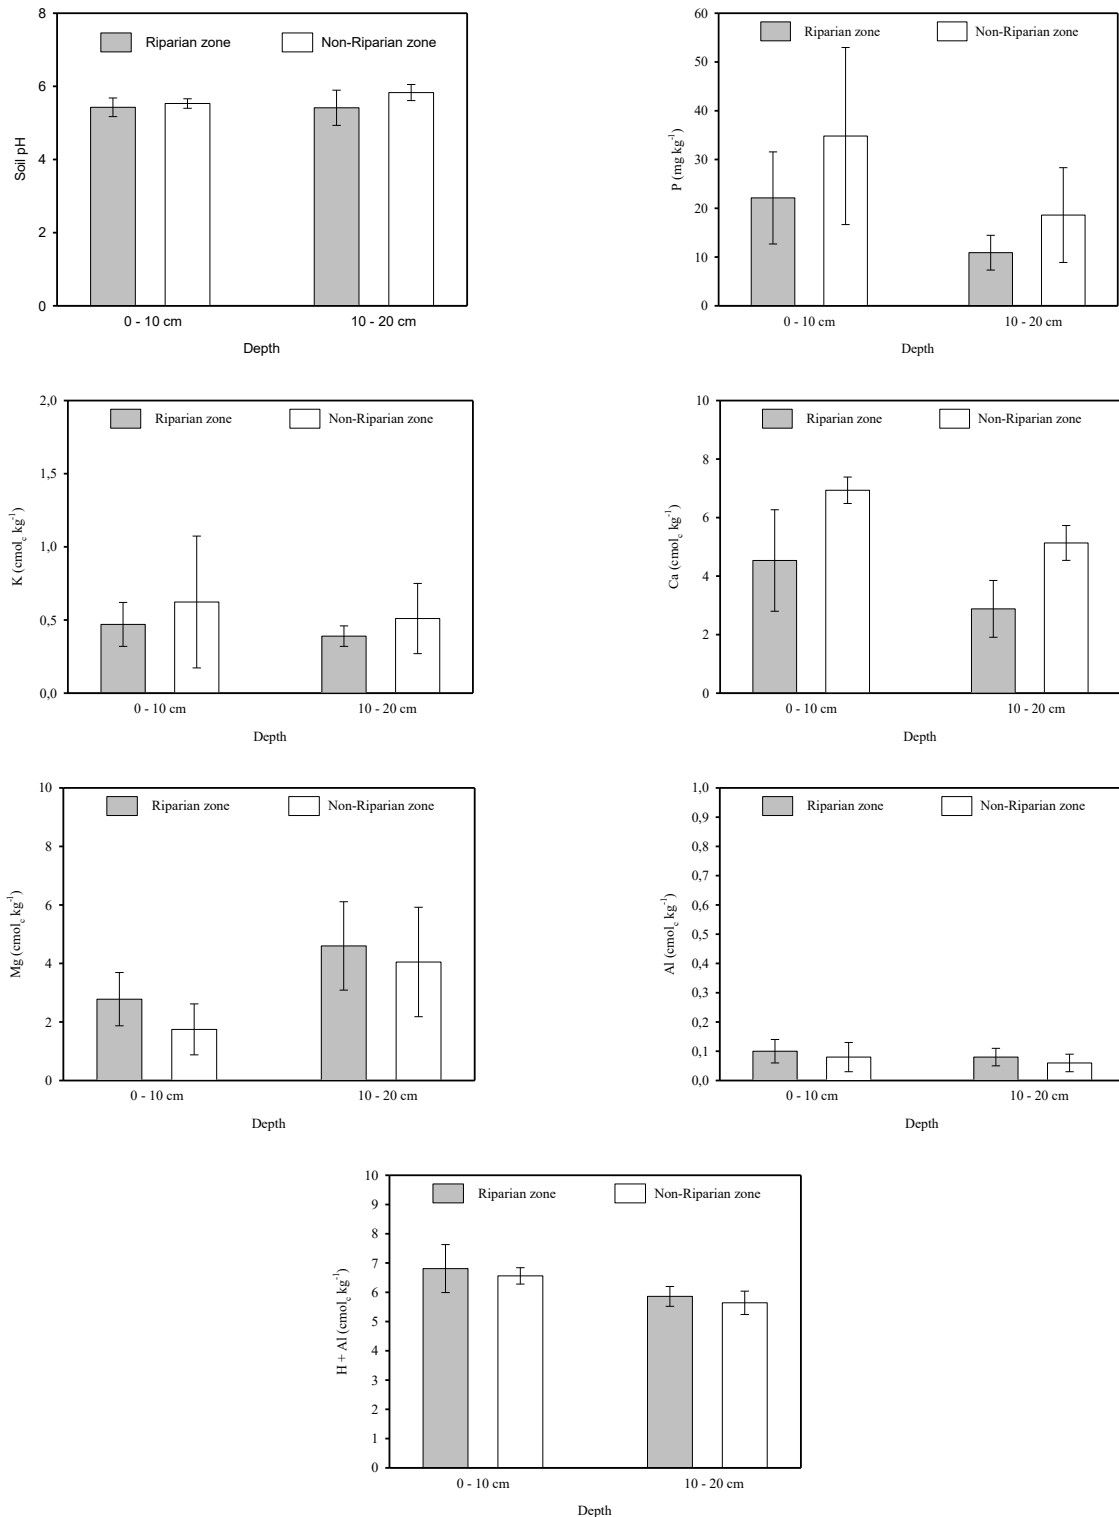 Riparian zone Non-Riparian zone
8
6
4
2
0
Soil pH
0 - 10 cm 10 - 20 cm
Depth
Riparian zone Non-Riparian zone
60
50
40
30
20
10
0
P (mg kg-1)
0 - 10 cm 10 - 20 cm
Depth
Riparian zone Non-Riparian zone
2,0
1,5
1,0
0,5
0,0
K (cmolc kg-1)
0 - 10 cm 10 - 20 cm
Depth
Riparian zone Non-Riparian zone
10
8
6
4
2
0
Ca (cmolc kg-1)
0 - 10 cm 10 - 20 cm
Depth
Riparian zone Non-Riparian zone
10
8
6
4
2
0
Mg (cmolc kg-1)
0 - 10 cm 10 - 20 cm
Depth
Riparian zone Non-Riparian zone
1,0
0,9
0,8
0,7
0,6
0,5
0,4
0,3
0,2
0,1
0,0
Al (cmolc kg-1)
0 - 10 cm 10 - 20 cm
Depth
Riparian zone Non-Riparian zone
10
9
8
7
6
5
4
3
2
1
0
H + Al (cmolc kg-1)
0 - 10 cm 10 - 20 cm
Depth